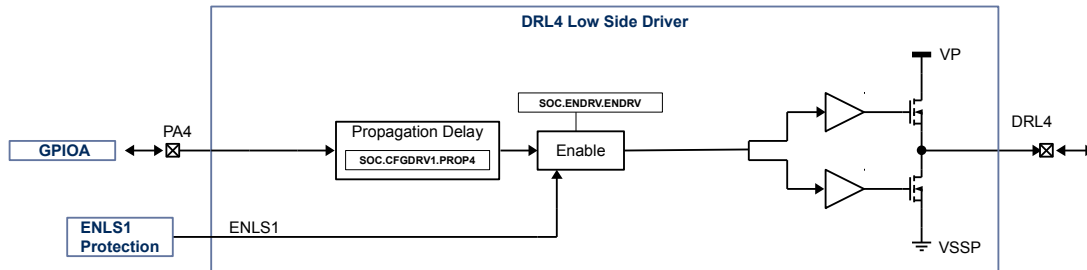 DRL4 Low Side Driver
VP
SOC.ENDRV.ENDRV
PA4
Propagation Delay
DRL4
GPIOA
SOC.CFGDRV1.PROP4
Enable
ENLS1
Protection
ENLS1
VSSP